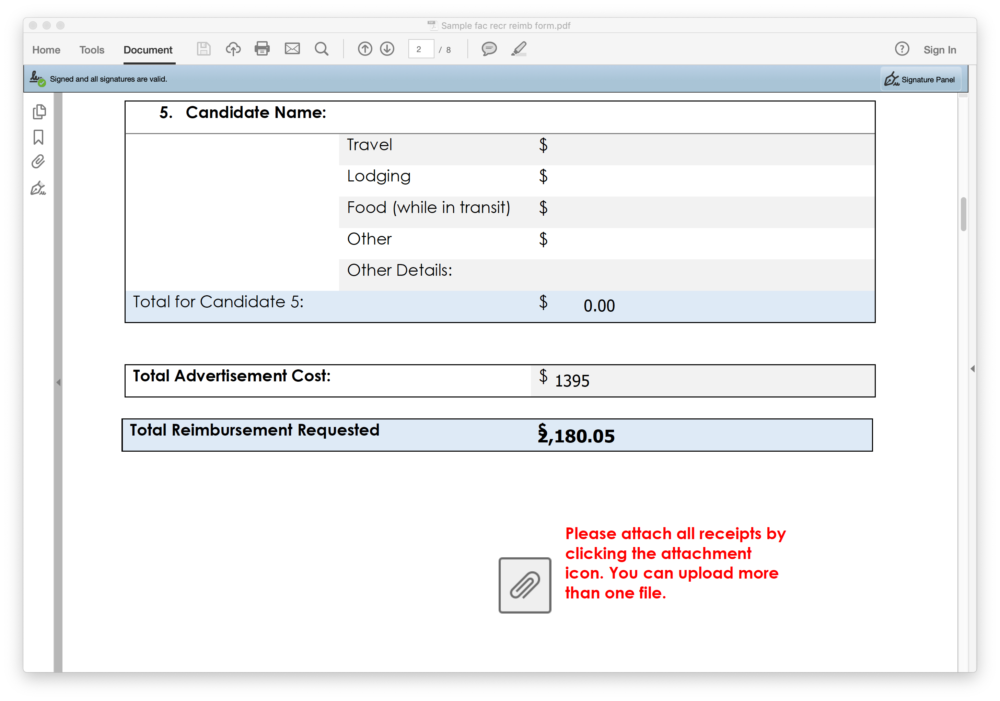 Sample fac recr reimb form.pdf
Home Tools Document 2 / 8 Sign In
Signed and all signatures are valid. Signature Panel
5. Candidate Name:
Travel $
Lodging $
Food (while in transit) $
Other $
Other Details:
Total for Candidate 5: $ 0.00
Total Advertisement Cost: $ 1395
Total Reimbursement Requested $2,180.05
Please attach all receipts by
clicking the attachment
icon. You can upload more
than one file.